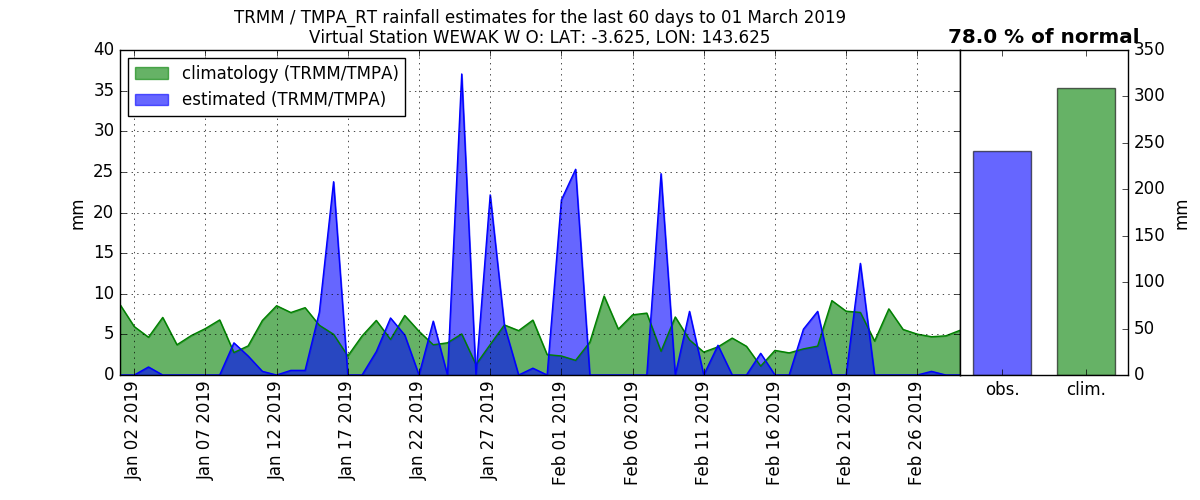 TRMM / TMPA_RT rainfall estimates for the last 60 days to 01 March 2019
Virtual Station WEWAK W O: LAT: -3.625, LON: 143.625
78.0 % of normal
climatology (TRMM/TMPA)
estimated (TRMM/TMPA)
40
35
30
25
20
15
10
5
0
mm
Jan 02 2019
Jan 07 2019
Jan 12 2019
Jan 17 2019
Jan 22 2019
Jan 27 2019
Feb 01 2019
Feb 06 2019
Feb 11 2019
Feb 16 2019
Feb 21 2019
Feb 26 2019
350
300
250
200
150
100
50
0
mm
obs.
clim.